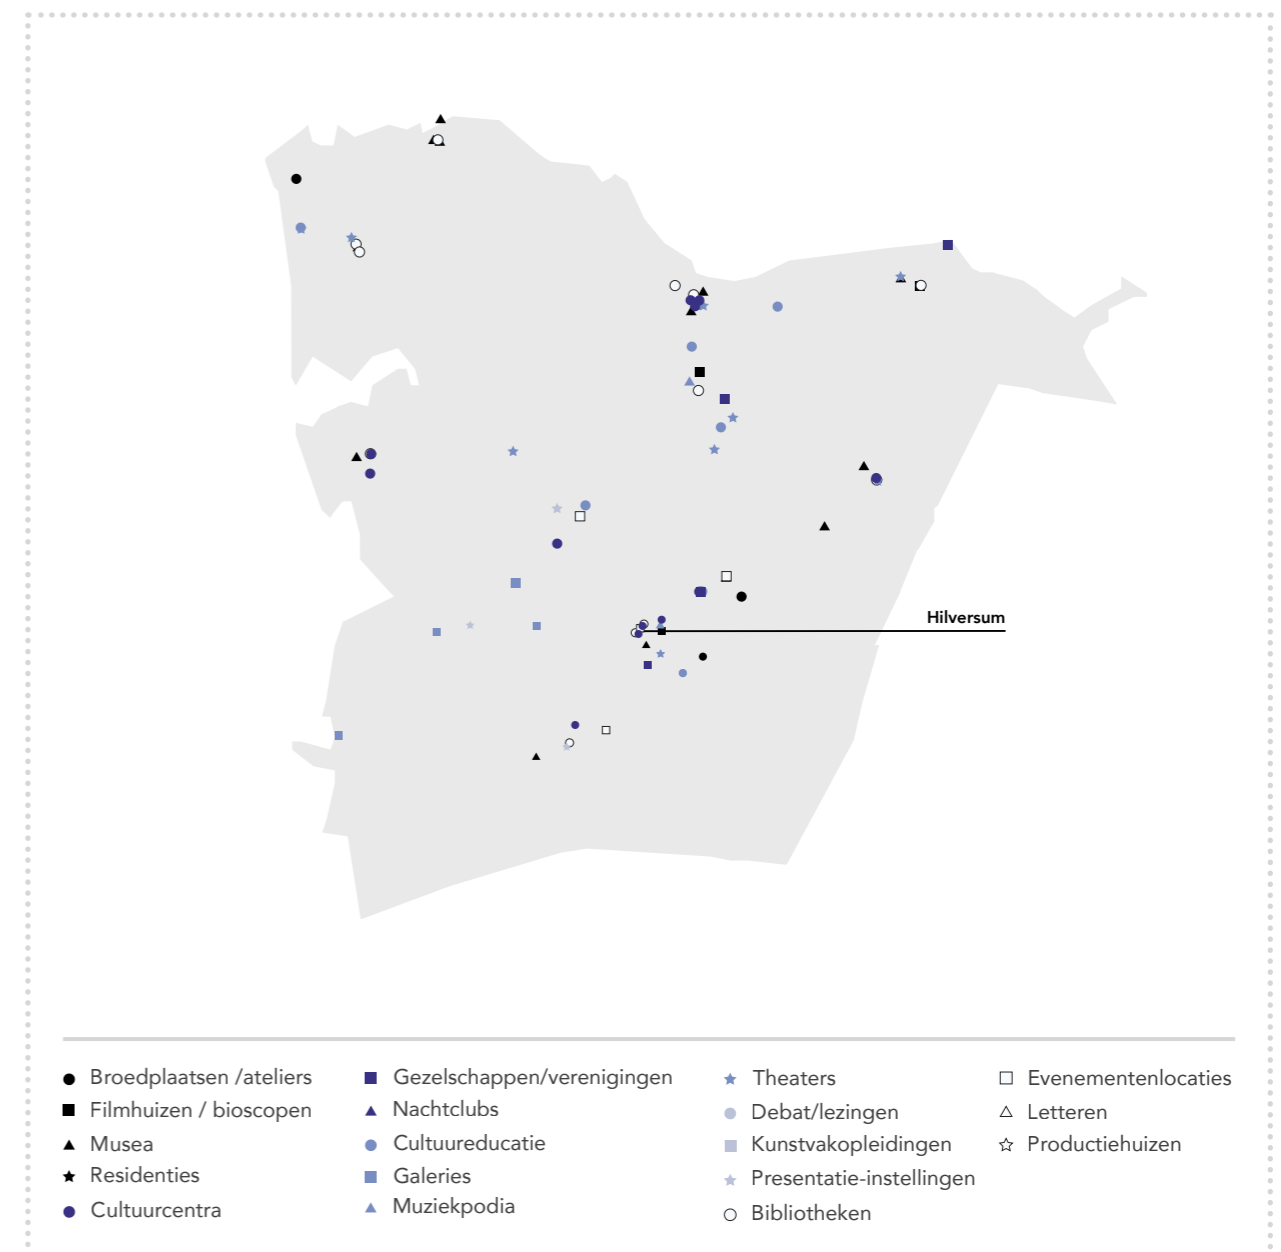 Hilversum
Broedplaatsen /ateliers
Filmhuizen / bioscopen
Musea
Residenties
Cultuurcentra
Gezelschappen/verenigingen
Nachtclubs
Cultuureducatie
Galeries
Muziekpodia
Theaters
Debat/lezingen
Kunstvakopleidingen
Presentatie-instellingen
Bibliotheken
Evenementenlocaties
Letteren
Productiehuizen